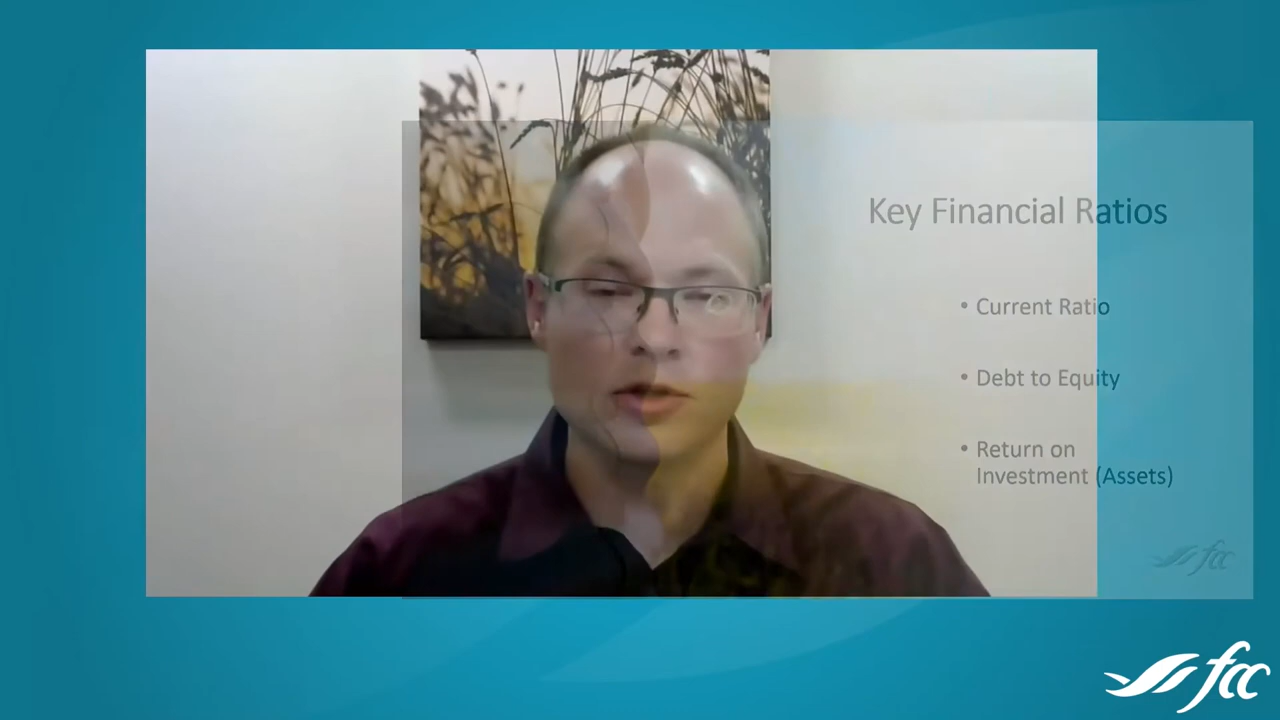 Key Financial Ratios
• Current Ratio
• Debt to Equity
• Return on
Investment (Assets)
fcc
fcc